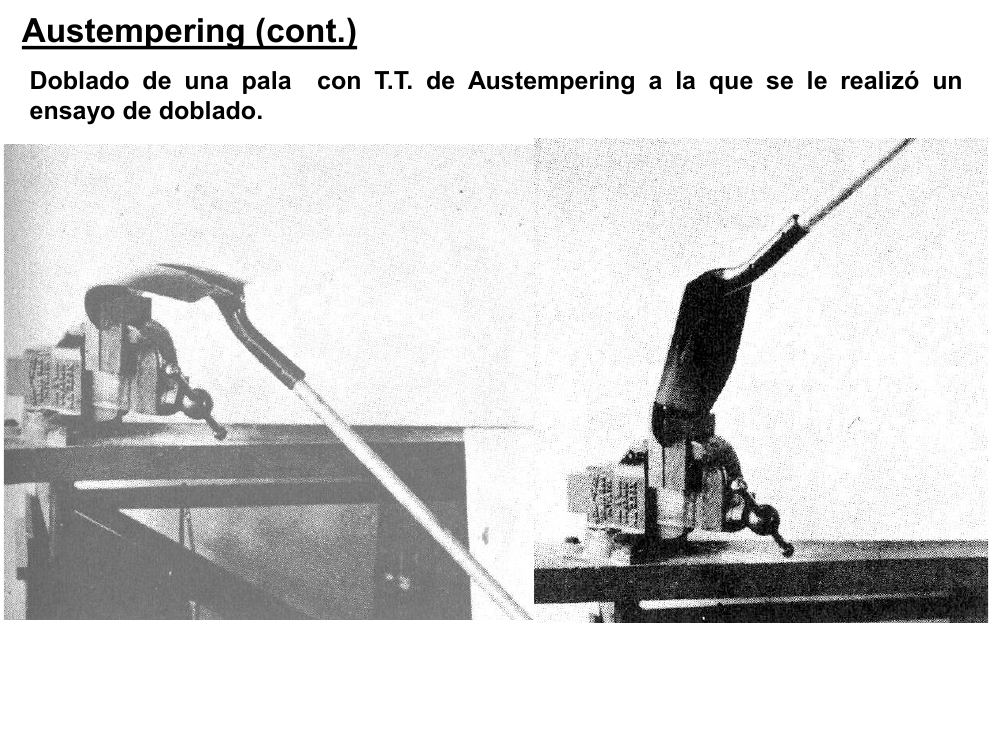 Austempering (cont.)
Doblado de una pala con T.T. de Austempering a la que se le realizó un
ensayo de doblado.